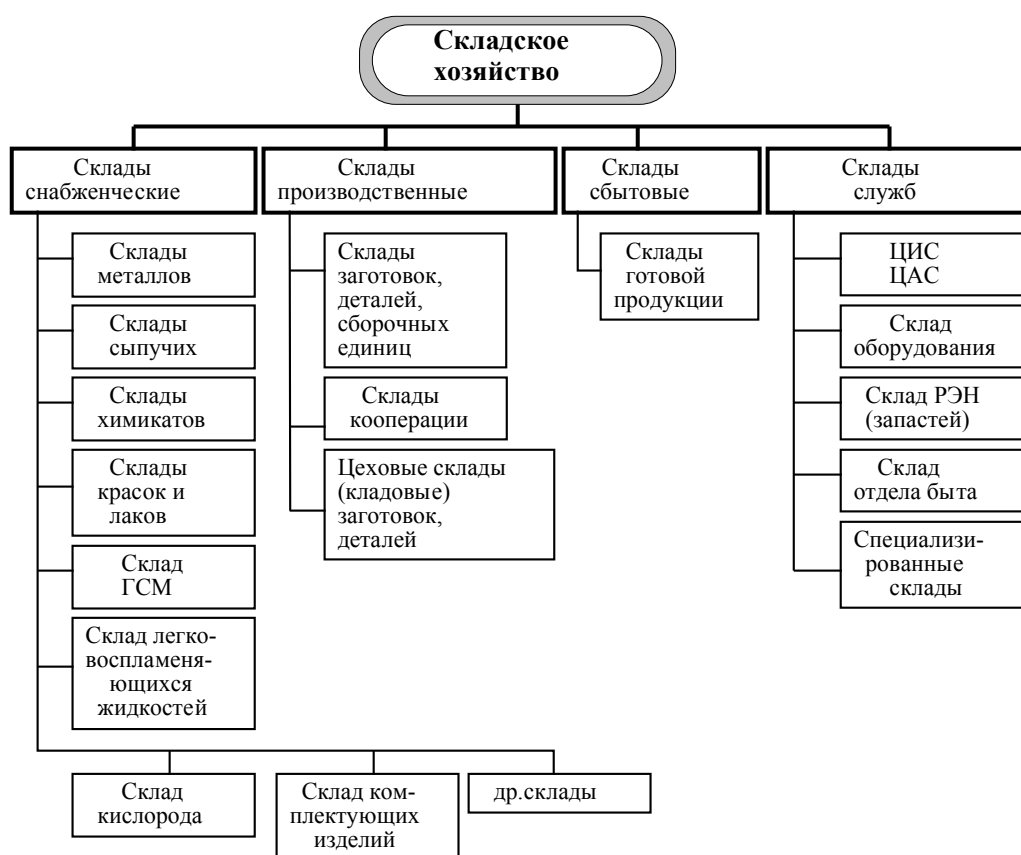 Складское
хозяйство
Склады
снабженческие
Склады
производственные
Склады
сбытовые
Склады
служб
Склады
металлов
Склады
сыпучих
Склады
химикатов
Склады
красок и
лаков
Склад
ГСМ
Склад легко-
воспламеня-
ющихся
жидкостей
Склад
кислорода
Склад ком-
плектующих
изделий
др.склады
Склады
заготовок,
деталей,
сборочных
единиц
Склады
кооперации
Цеховые склады
(кладовые)
заготовок,
деталей
Склады
готовой
продукции
ЦИС
ЦАС
Склад
оборудования
Склад РЭН
(запастей)
Склад
отдела быта
Специализи-
рованные
склады